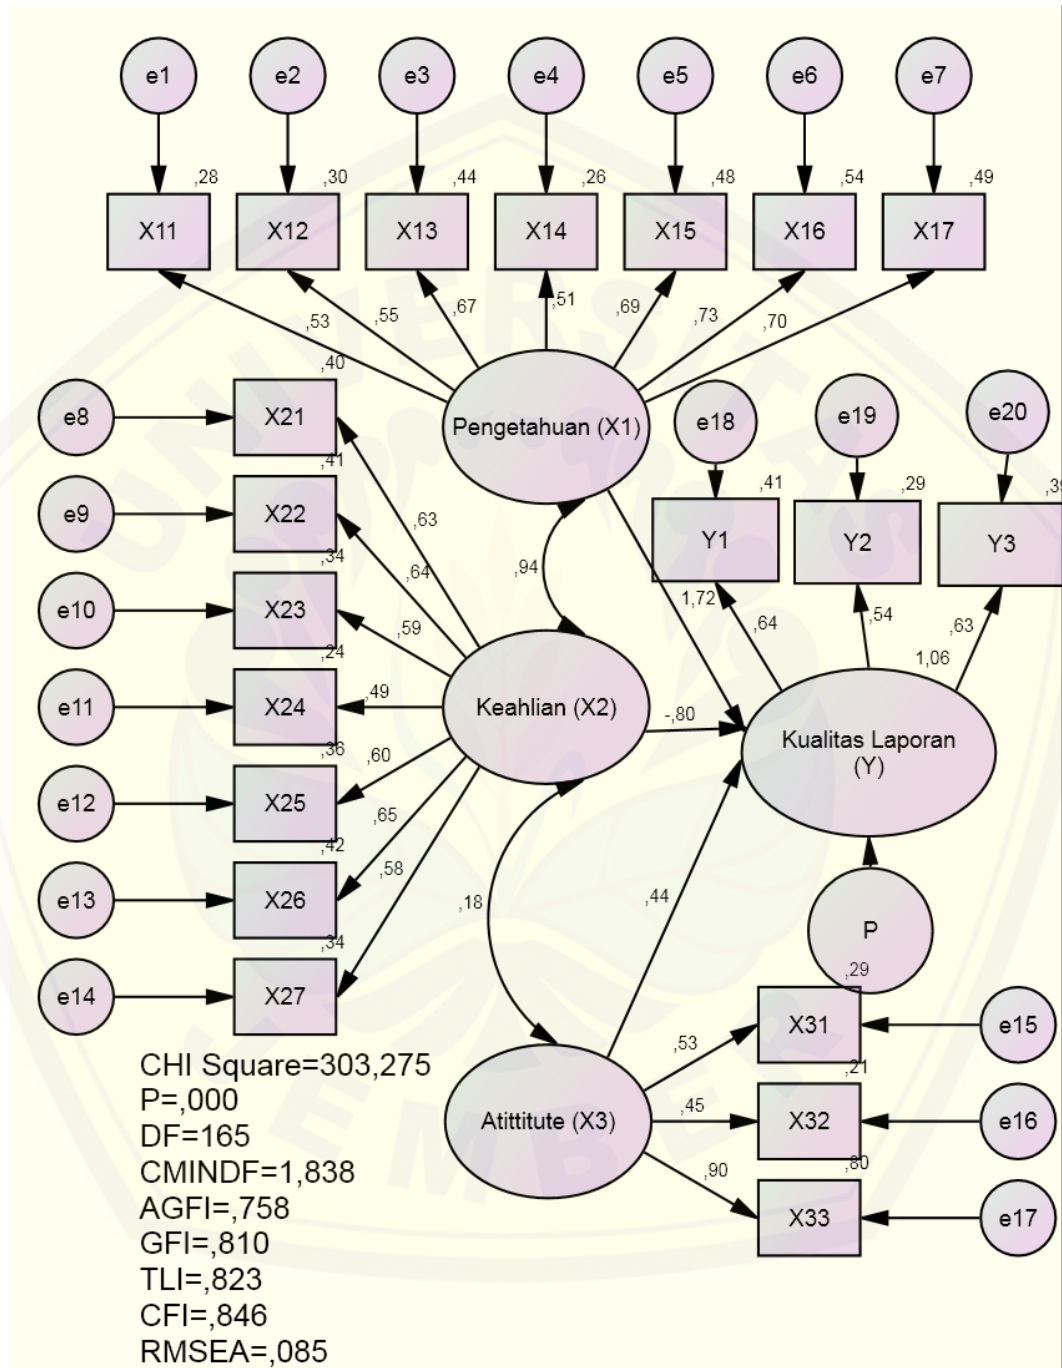 e1 e2 e3 e4 e5 e6 e7
,28 ,30 ,44 ,26 ,48 ,54 ,49
X11 X12 X13 X14 X15 X16 X17
,53 ,55 ,67 ,51 ,69 ,73 ,70
Pengetahuan (X1)
e18 e19 e20
,41 ,29
Y1 Y2 Y3
1,72 ,64 ,54 ,63
1,06
Kualitas Laporan
(Y)
P
,40
e8 X21
,41
e9 X22
,34
e10 X23
,24
e11 X24
,36
e12 X25
,42
e13 X26
,34
e14 X27
,63
,64
,59
,49
,60
,65
,58
,94
Keahlian (X2)
-,80
,18
,44
Atittitute (X3)
,53
,45
,90
,29
X31 e15
,21
X32 e16
,80
X33 e17
CHI Square=303,275
P=,000
DF=165
CMINDF=1,838
AGFI=,758
GFI=,810
TLI=,823
CFI=,846
RMSEA=,085
UNIVERSITAS
JEMBER